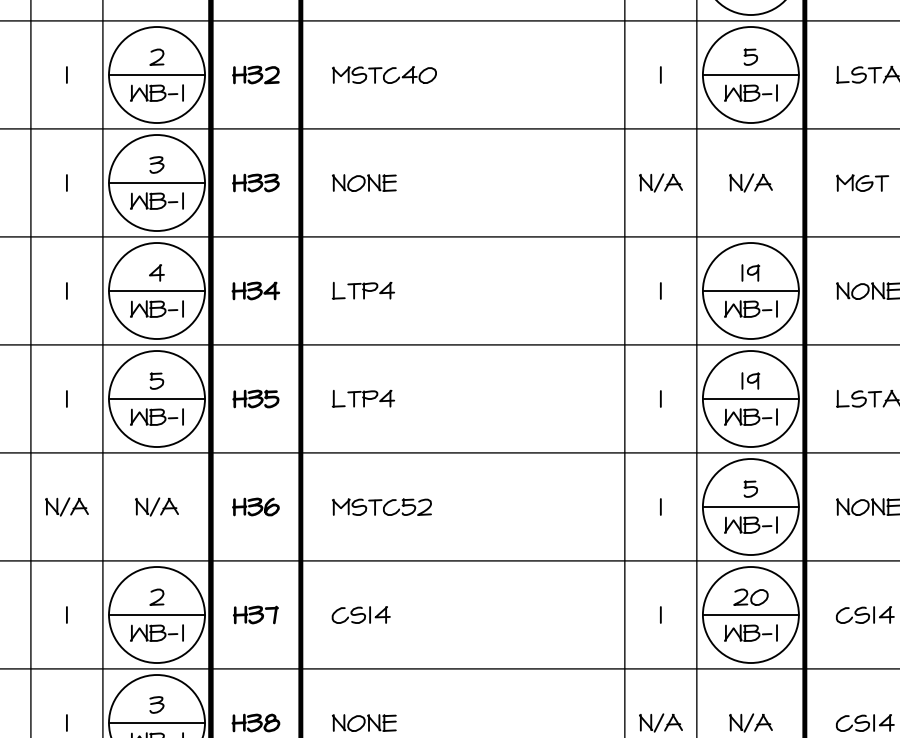 1 2 H32 MSTC40 1 5 LSTA
WB-1 WB-1
1 3 H33 NONE N/A N/A MGT
WB-1
1 4 H34 LTP4 1 19 NONE
WB-1 WB-1
1 5 H35 LTP4 1 19 LSTA
WB-1 WB-1
N/A N/A H36 MSTC52 1 5 NONE
WB-1
1 2 H37 CS14 1 20 CS14
WB-1 WB-1
1 3 H38 NONE N/A N/A CS14
WB-1